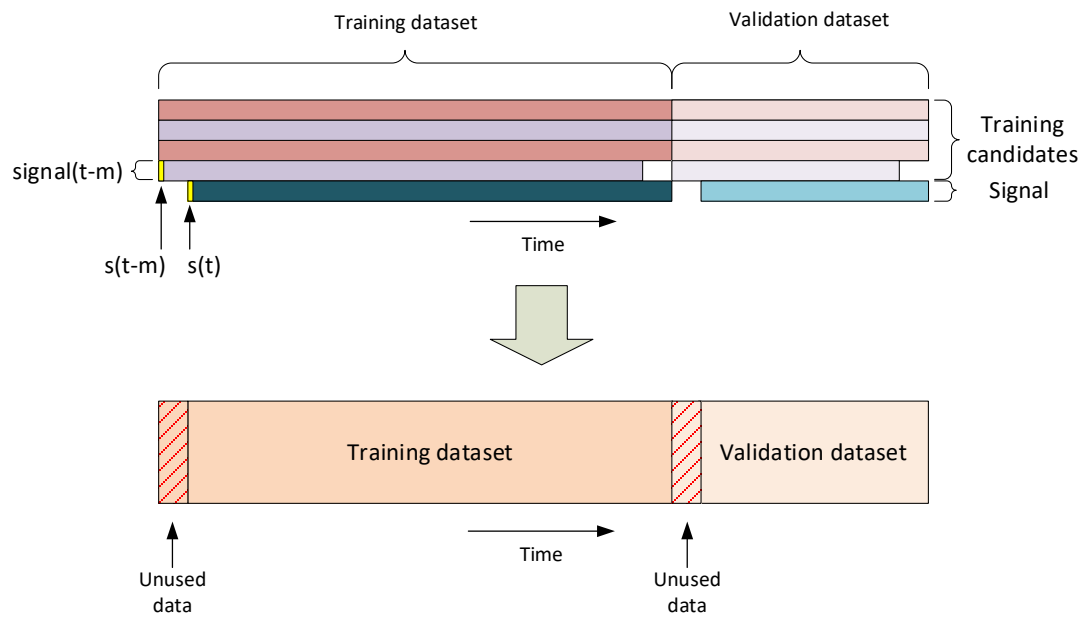 Training dataset
Validation dataset
Training
candidates
signal(t-m)
Signal
Time
s(t-m)
s(t)
Training dataset
Validation dataset
Time
Unused
data
Unused
data